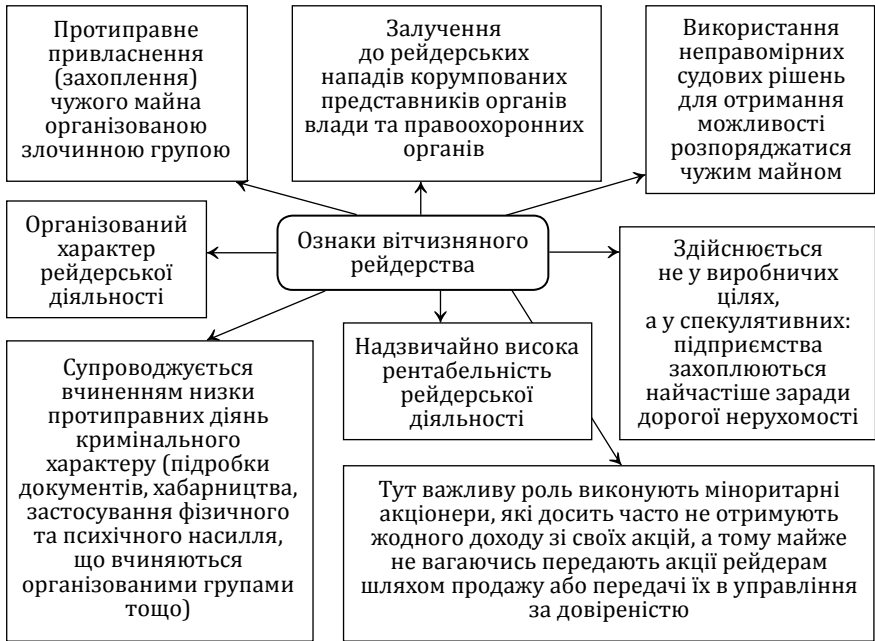 Протиправне
привласнення
(захоплення)
чужого майна
організованою
злочинною групою
Залучення
до рейдерських
нападів корумпованих
представників органів
влади та правоохоронних
органів
Використання
неправомірних
судових рішень
для отримання
можливості
розпоряджатися
чужим майном
Організований
характер
рейдерської
діяльності
Ознаки вітчизняного
рейдерства
Здійснюється
не у виробничих
цілях,
а у спекулятивних:
підприємства
захоплюються
найчастіше заради
дорогої нерухомості
Супроводжується
вчиненням низки
протиправних діянь
кримінального
характеру (підробки
документів, хабарництва,
застосування фізичного
та психічного насилля,
що вчиняються
організованими групами
тощо)
Надзвичайно висока
рентабельність
рейдерської
діяльності
Тут важливу роль виконують міноритарні
акціонери, які досить часто не отримують
жодного доходу зі своїх акцій, а тому майже
не вагаючись передають акції рейдерам
шляхом продажу або передачі їх в управління
за довіреністю